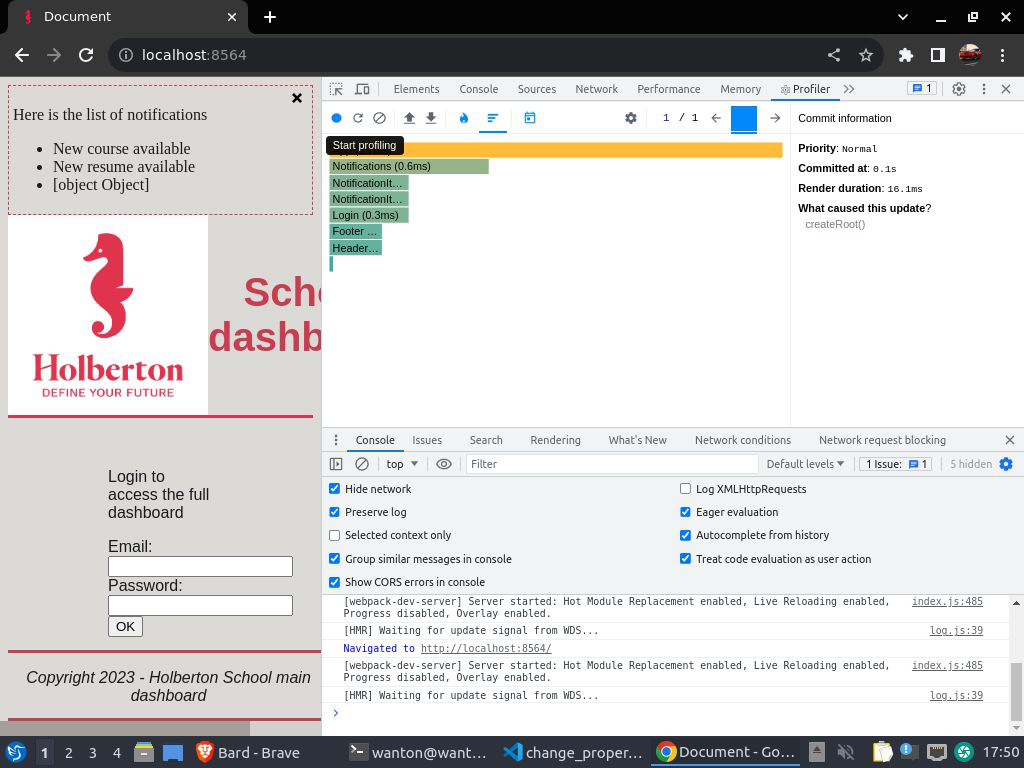 Document
localhost:8564
Here is the list of notifications
New course available
New resume available
[object Object]
Scho
dashb
Holberton
DEFINE YOUR FUTURE
Login to
access the full
dashboard
Email:
Password:
OK
Copyright 2023 - Holberton School main
dashboard
Elements Console Sources Network Performance Memory Profiler 1
1 / 1
Start profiling
Notifications (0.6ms)
NotificationIt...
NotificationIt...
Login (0.3ms)
Footer ...
Header...
Commit information
Priority: Normal
Committed at: 0.1s
Render duration: 16.1ms
What caused this update?
createRoot()
Console Issues Search Rendering What's New Network conditions Network request blocking
top Filter Default levels 1 Issue: 1 5 hidden
Hide network Log XMLHttpRequests
Preserve log Eager evaluation
Selected context only Autocomplete from history
Group similar messages in console Treat code evaluation as user action
Show CORS errors in console
[webpack-dev-server] Server started: Hot Module Replacement enabled, Live Reloading enabled, index.js:485
Progress disabled, Overlay enabled.
[HMR] Waiting for update signal from WDS... log.js:39
Navigated to http://localhost:8564/
[webpack-dev-server] Server started: Hot Module Replacement enabled, Live Reloading enabled, index.js:485
Progress disabled, Overlay enabled.
[HMR] Waiting for update signal from WDS... log.js:39
1 2 3 4 Bard - Brave wanton@want... change_proper... Document - Go... 17:50